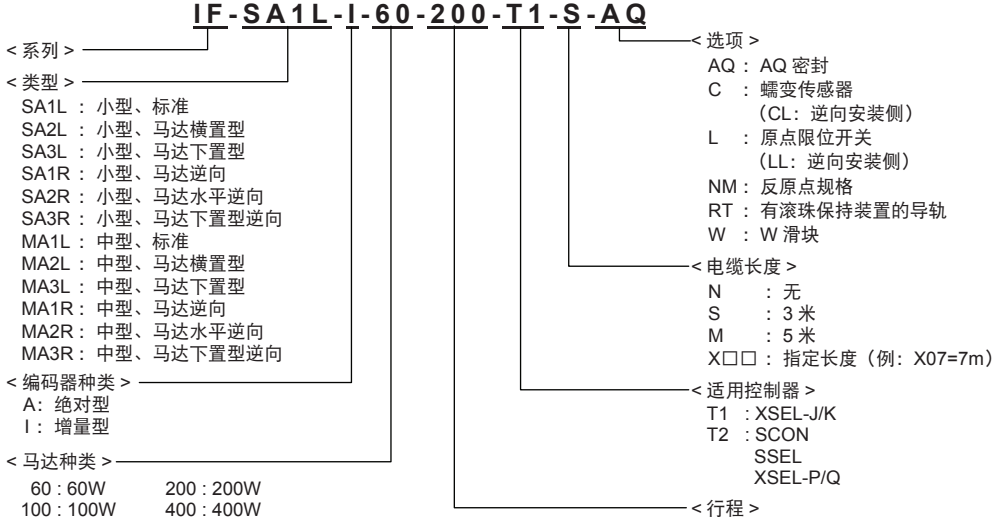 IF-SA1L-I-60-200-T1-S-AQ
<系列>
<类型>
SA1L : 小型、标准
SA2L : 小型、马达横置型
SA3L : 小型、马达下置型
SA1R : 小型、马达逆向
SA2R : 小型、马达水平逆向
SA3R : 小型、马达下置型逆向
MA1L : 中型、标准
MA2L : 中型、马达横置型
MA3L : 中型、马达下置型
MA1R : 中型、马达逆向
MA2R : 中型、马达水平逆向
MA3R : 中型、马达下置型逆向
<编码器种类>
A: 绝对型
I : 增量型
<马达种类>
60 : 60W 200 : 200W
100 : 100W 400 : 400W
<选项>
AQ : AQ 密封
C : 蠕变传感器
(CL: 逆向安装侧)
L : 原点限位开关
(LL: 逆向安装侧)
NM : 反原点规格
RT : 有滚珠保持装置的导轨
W : W 滑块
<电缆长度>
N : 无
S : 3 米
M : 5 米
X□□ : 指定长度(例: X07=7m)
<适用控制器>
T1 : XSEL-J/K
T2 : SCON
SSEL
XSEL-P/Q
<行程>